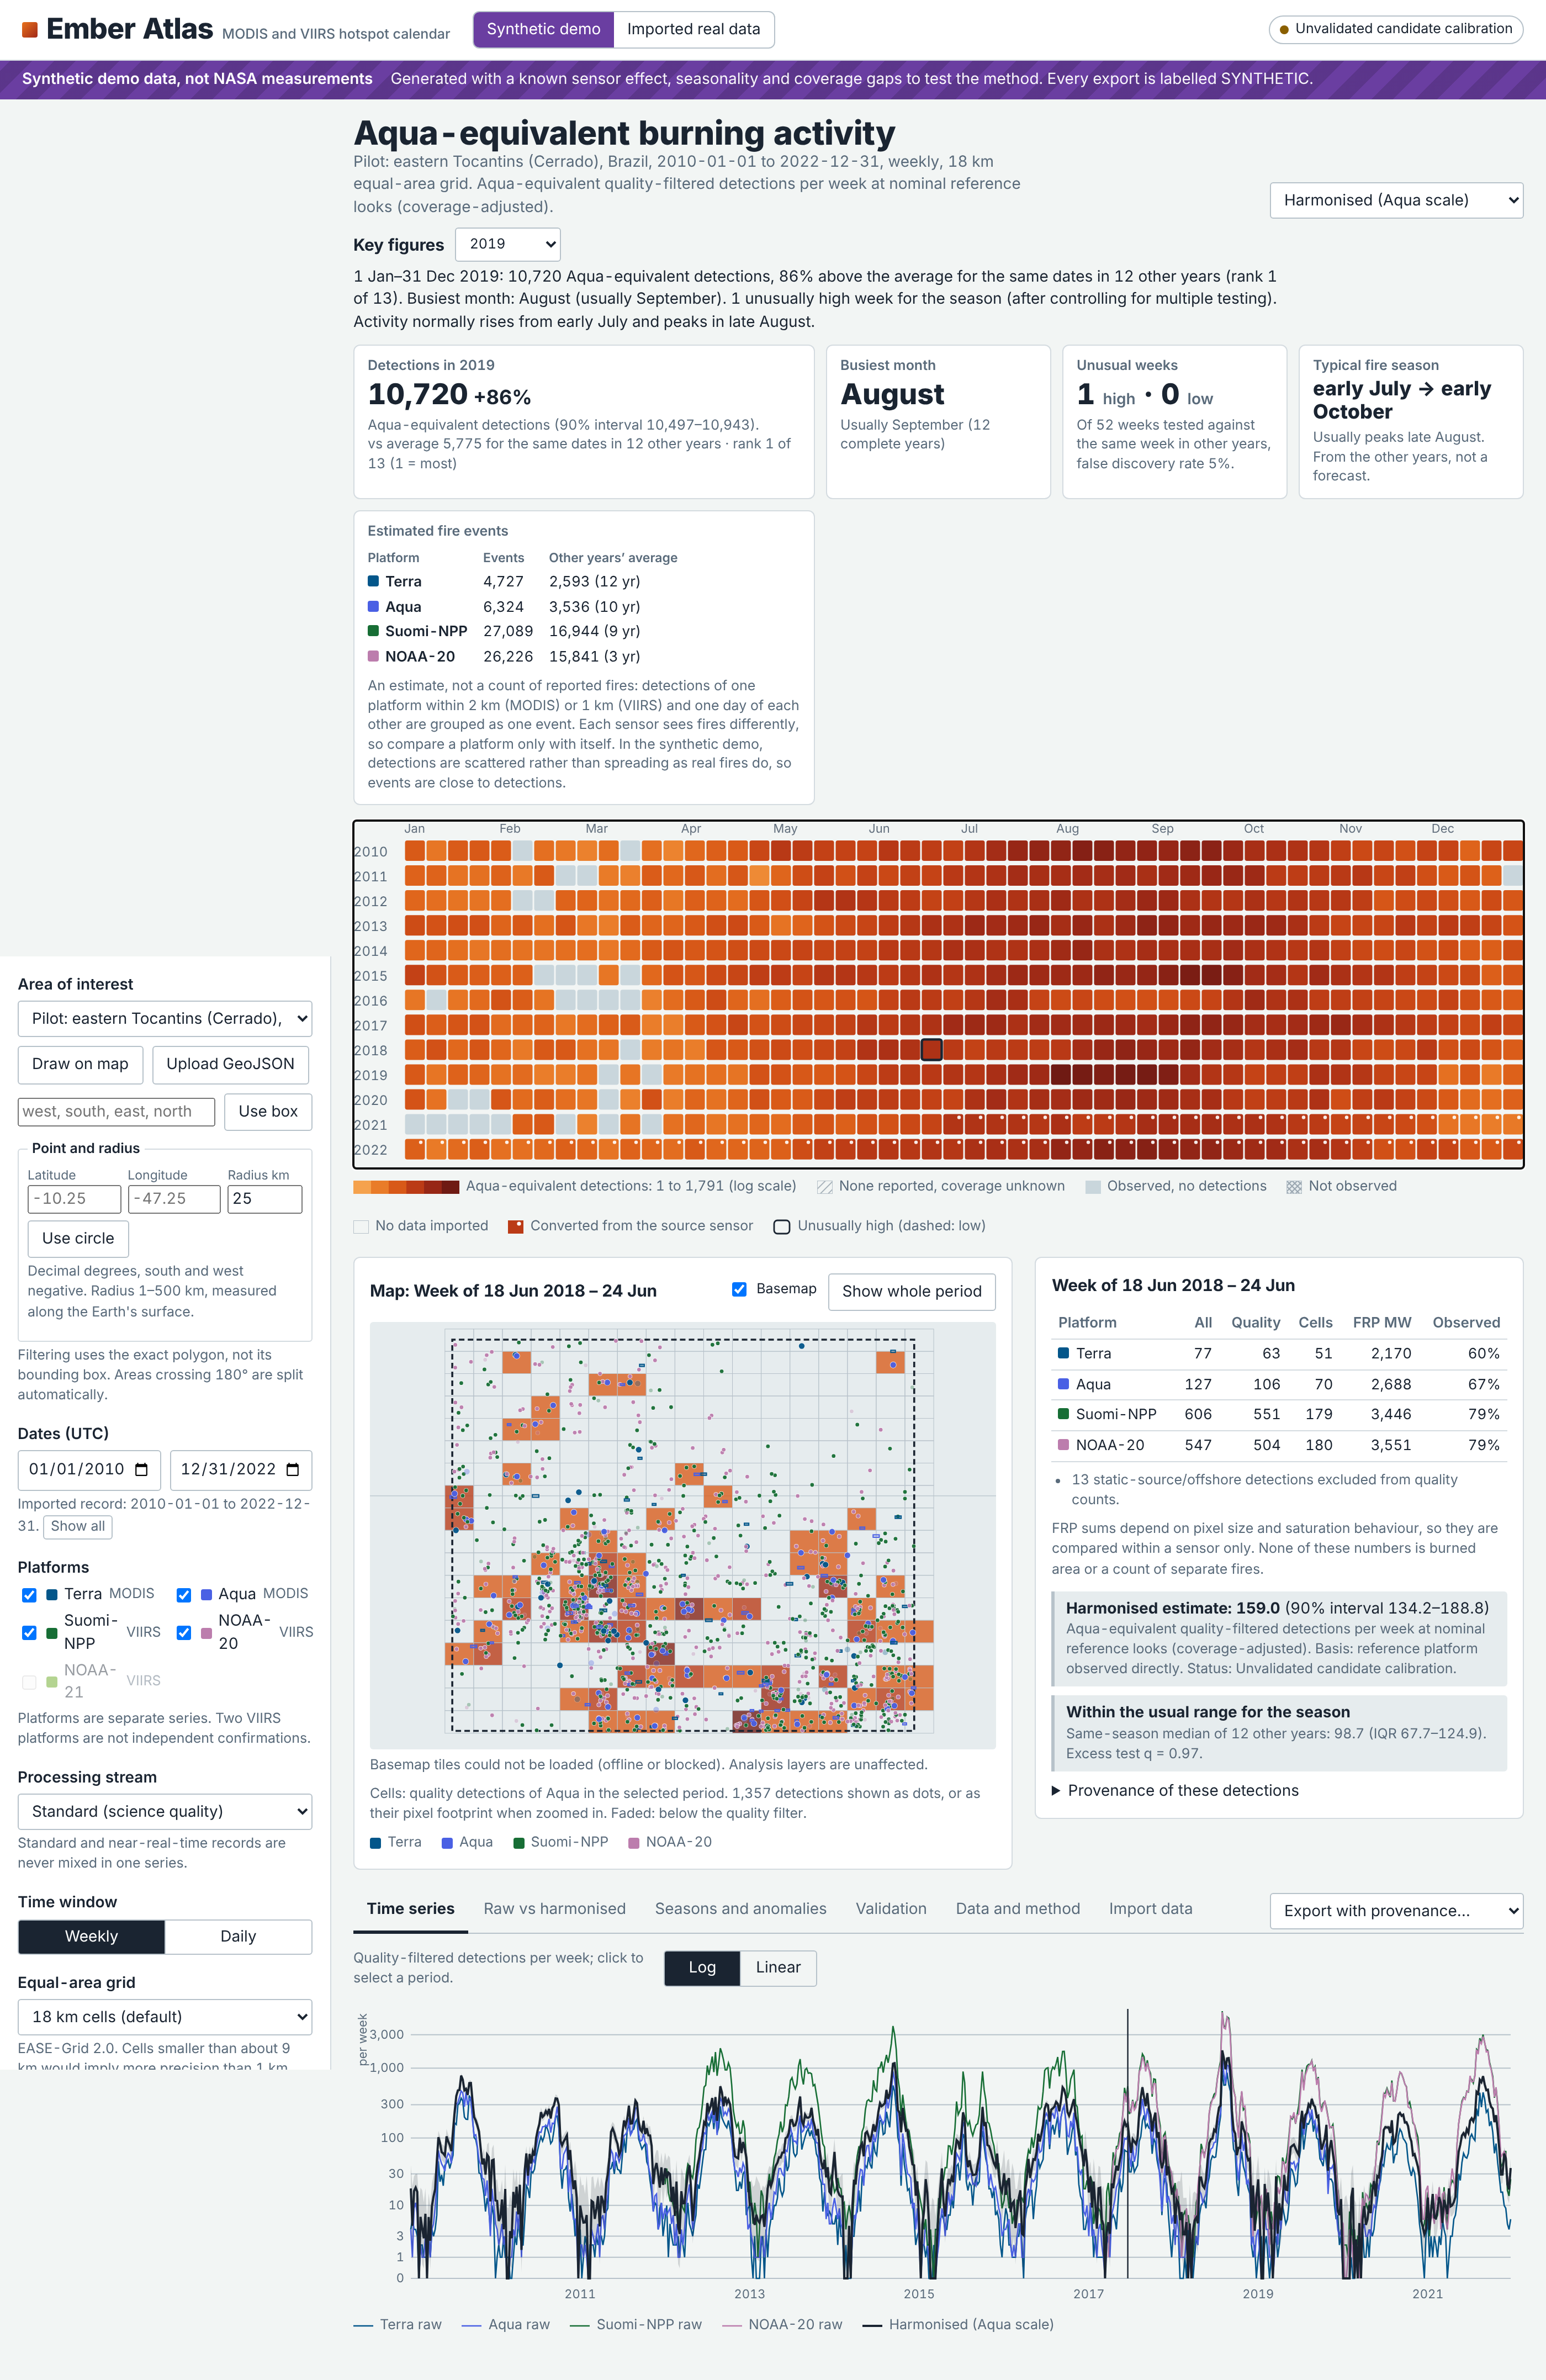 Ember Atlas MODIS and VIIRS hotspot calendar
Synthetic demo
Imported real data
Unvalidated candidate calibration
Synthetic demo data, not NASA measurements Generated with a known sensor effect, seasonality and coverage gaps to test the method. Every export is labelled SYNTHETIC.
Aqua-equivalent burning activity
Pilot: eastern Tocantins (Cerrado), Brazil, 2010-01-01 to 2022-12-31, weekly, 18 km
equal-area grid. Aqua-equivalent quality-filtered detections per week at nominal reference
looks (coverage-adjusted).
Harmonised (Aqua scale)
Key figures 2019
1 Jan–31 Dec 2019: 10,720 Aqua-equivalent detections, 86% above the average for the same dates in 12 other years (rank 1
of 13). Busiest month: August (usually September). 1 unusually high week for the season (after controlling for multiple testing).
Activity normally rises from early July and peaks in late August.
Detections in 2019
10,720 +86%
Aqua-equivalent detections (90% interval 10,497–10,943).
vs average 5,775 for the same dates in 12 other years · rank 1 of
13 (1 = most)
Busiest month
August
Usually September (12
complete years)
Unusual weeks
1 high · 0 low
Of 52 weeks tested against
the same week in other years,
false discovery rate 5%.
Typical fire season
early July → early
October
Usually peaks late August.
From the other years, not a
forecast.
Estimated fire events
Platform Events Other years’ average
Terra 4,727 2,593 (12 yr)
Aqua 6,324 3,536 (10 yr)
Suomi-NPP 27,089 16,944 (9 yr)
NOAA-20 26,226 15,841 (3 yr)
An estimate, not a count of reported fires: detections of one
platform within 2 km (MODIS) or 1 km (VIIRS) and one day of each
other are grouped as one event. Each sensor sees fires differently,
so compare a platform only with itself. In the synthetic demo,
detections are scattered rather than spreading as real fires do, so
events are close to detections.
Jan Feb Mar Apr May Jun Jul Aug Sep Oct Nov Dec
2010
2011
2012
2013
2014
2015
2016
2017
2018
2019
2020
2021
2022
Aqua-equivalent detections: 1 to 1,791 (log scale) None reported, coverage unknown Observed, no detections Not observed
No data imported Converted from the source sensor Unusually high (dashed: low)
Area of interest
Pilot: eastern Tocantins (Cerrado),
Draw on map
Upload GeoJSON
west, south, east, north
Use box
Point and radius
Latitude Longitude Radius km
-10.25 -47.25 25
Use circle
Decimal degrees, south and west
negative. Radius 1–500 km, measured
along the Earth's surface.
Filtering uses the exact polygon, not its
bounding box. Areas crossing 180° are split
automatically.
Dates (UTC)
01/01/2010 12/31/2022
Imported record: 2010-01-01 to 2022-12-
31. Show all
Platforms
Terra MODIS Aqua MODIS
Suomi-
NPP VIIRS
NOAA-
20 VIIRS
NOAA-
21 VIIRS
Platforms are separate series. Two VIIRS
platforms are not independent confirmations.
Processing stream
Standard (science quality)
Standard and near-real-time records are
never mixed in one series.
Time window
Weekly Daily
Equal-area grid
18 km cells (default)
EASE-Grid 2.0. Cells smaller than about 9
km would imply more precision than 1 km
Map: Week of 18 Jun 2018 – 24 Jun
Basemap
Show whole period
Basemap tiles could not be loaded (offline or blocked). Analysis layers are unaffected.
Cells: quality detections of Aqua in the selected period. 1,357 detections shown as dots, or as
their pixel footprint when zoomed in. Faded: below the quality filter.
Terra Aqua Suomi-NPP NOAA-20
Week of 18 Jun 2018 – 24 Jun
Platform All Quality Cells FRP MW Observed
Terra 77 63 51 2,170 60%
Aqua 127 106 70 2,688 67%
Suomi-NPP 606 551 179 3,446 79%
NOAA-20 547 504 180 3,551 79%
• 13 static-source/offshore detections excluded from quality
counts.
FRP sums depend on pixel size and saturation behaviour, so they are
compared within a sensor only. None of these numbers is burned
area or a count of separate fires.
Harmonised estimate: 159.0 (90% interval 134.2–188.8)
Aqua-equivalent quality-filtered detections per week at nominal
reference looks (coverage-adjusted). Basis: reference platform
observed directly. Status: Unvalidated candidate calibration.
Within the usual range for the season
Same-season median of 12 other years: 98.7 (IQR 67.7–124.9).
Excess test q = 0.97.
Provenance of these detections
Time series Raw vs harmonised Seasons and anomalies Validation Data and method Import data
Export with provenance...
Quality-filtered detections per week; click to
select a period.
Log Linear
per week
3,000
1,000
300
100
30
10
3
1
0
2011 2013 2015 2017 2019 2021
Terra raw Aqua raw Suomi-NPP raw NOAA-20 raw Harmonised (Aqua scale)